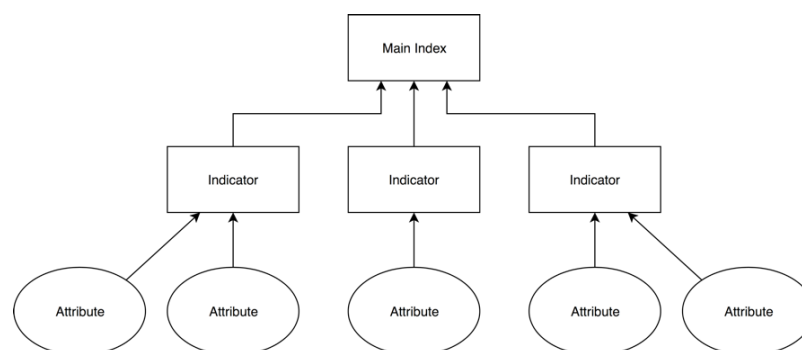 Main Index
Indicator
Indicator
Indicator
Attribute
Attribute
Attribute
Attribute
Attribute